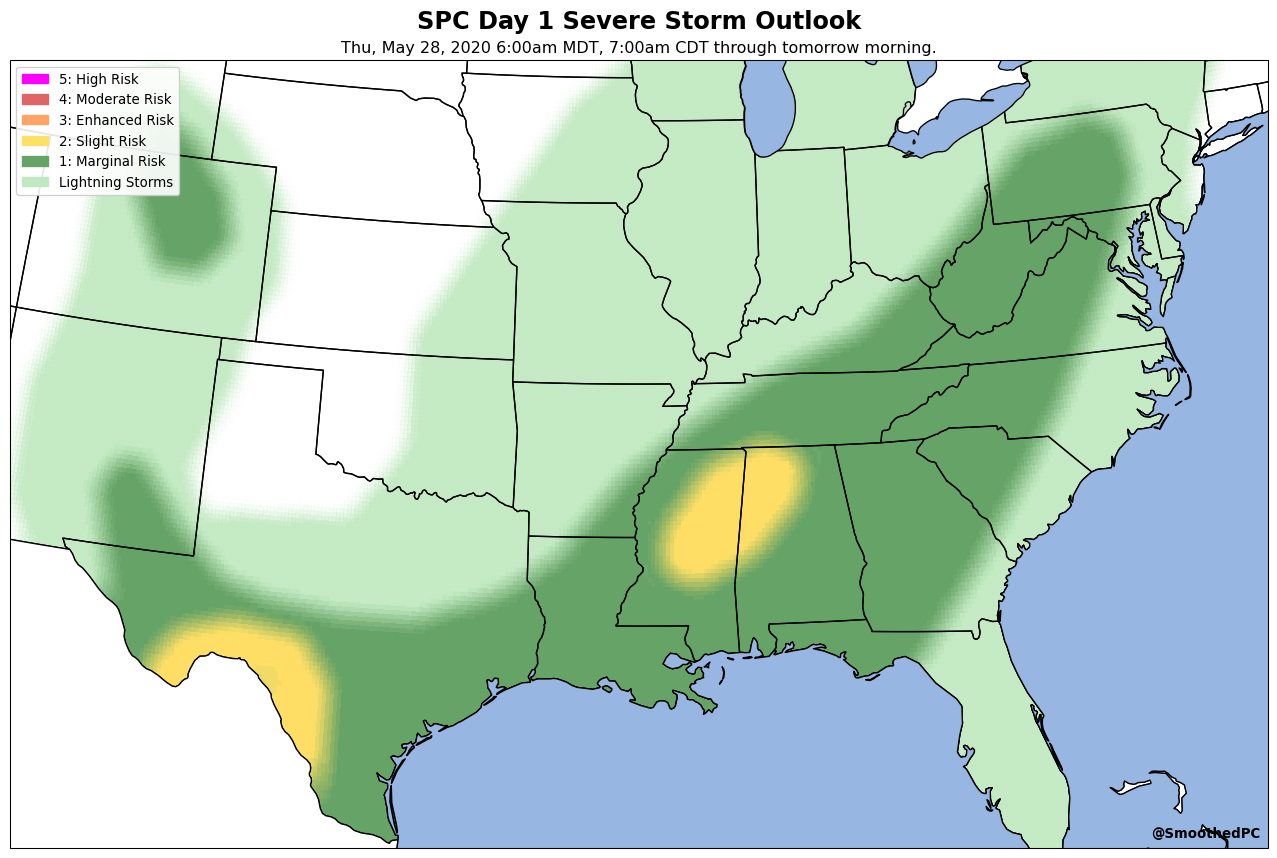 SPC Day 1 Severe Storm Outlook
Thu, May 28, 2020 6:00am MDT, 7:00am CDT through tomorrow morning.
5: High Risk
4: Moderate Risk
3: Enhanced Risk
2: Slight Risk
1: Marginal Risk
Lightning Storms
@SmoothedPC